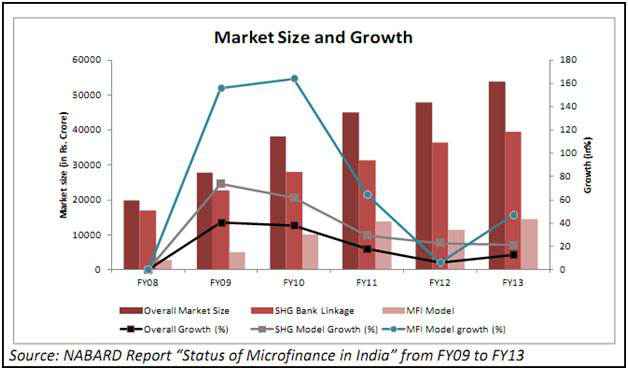 Market Size and Growth
60000
50000
40000
30000
20000
10000
0
Market size (in Rs. Crore)
180
160
140
120
100
80
60
40
20
0
Growth (in%)
FY08 FY09 FY10 FY11 FY12 FY13
Overall Market Size SHG Bank Linkage MFI Model
Overall Growth (%) SHG Model Growth (%) MFI Model growth (%)
Source: NABARD Report “Status of Microfinance in India” from FY09 to FY13